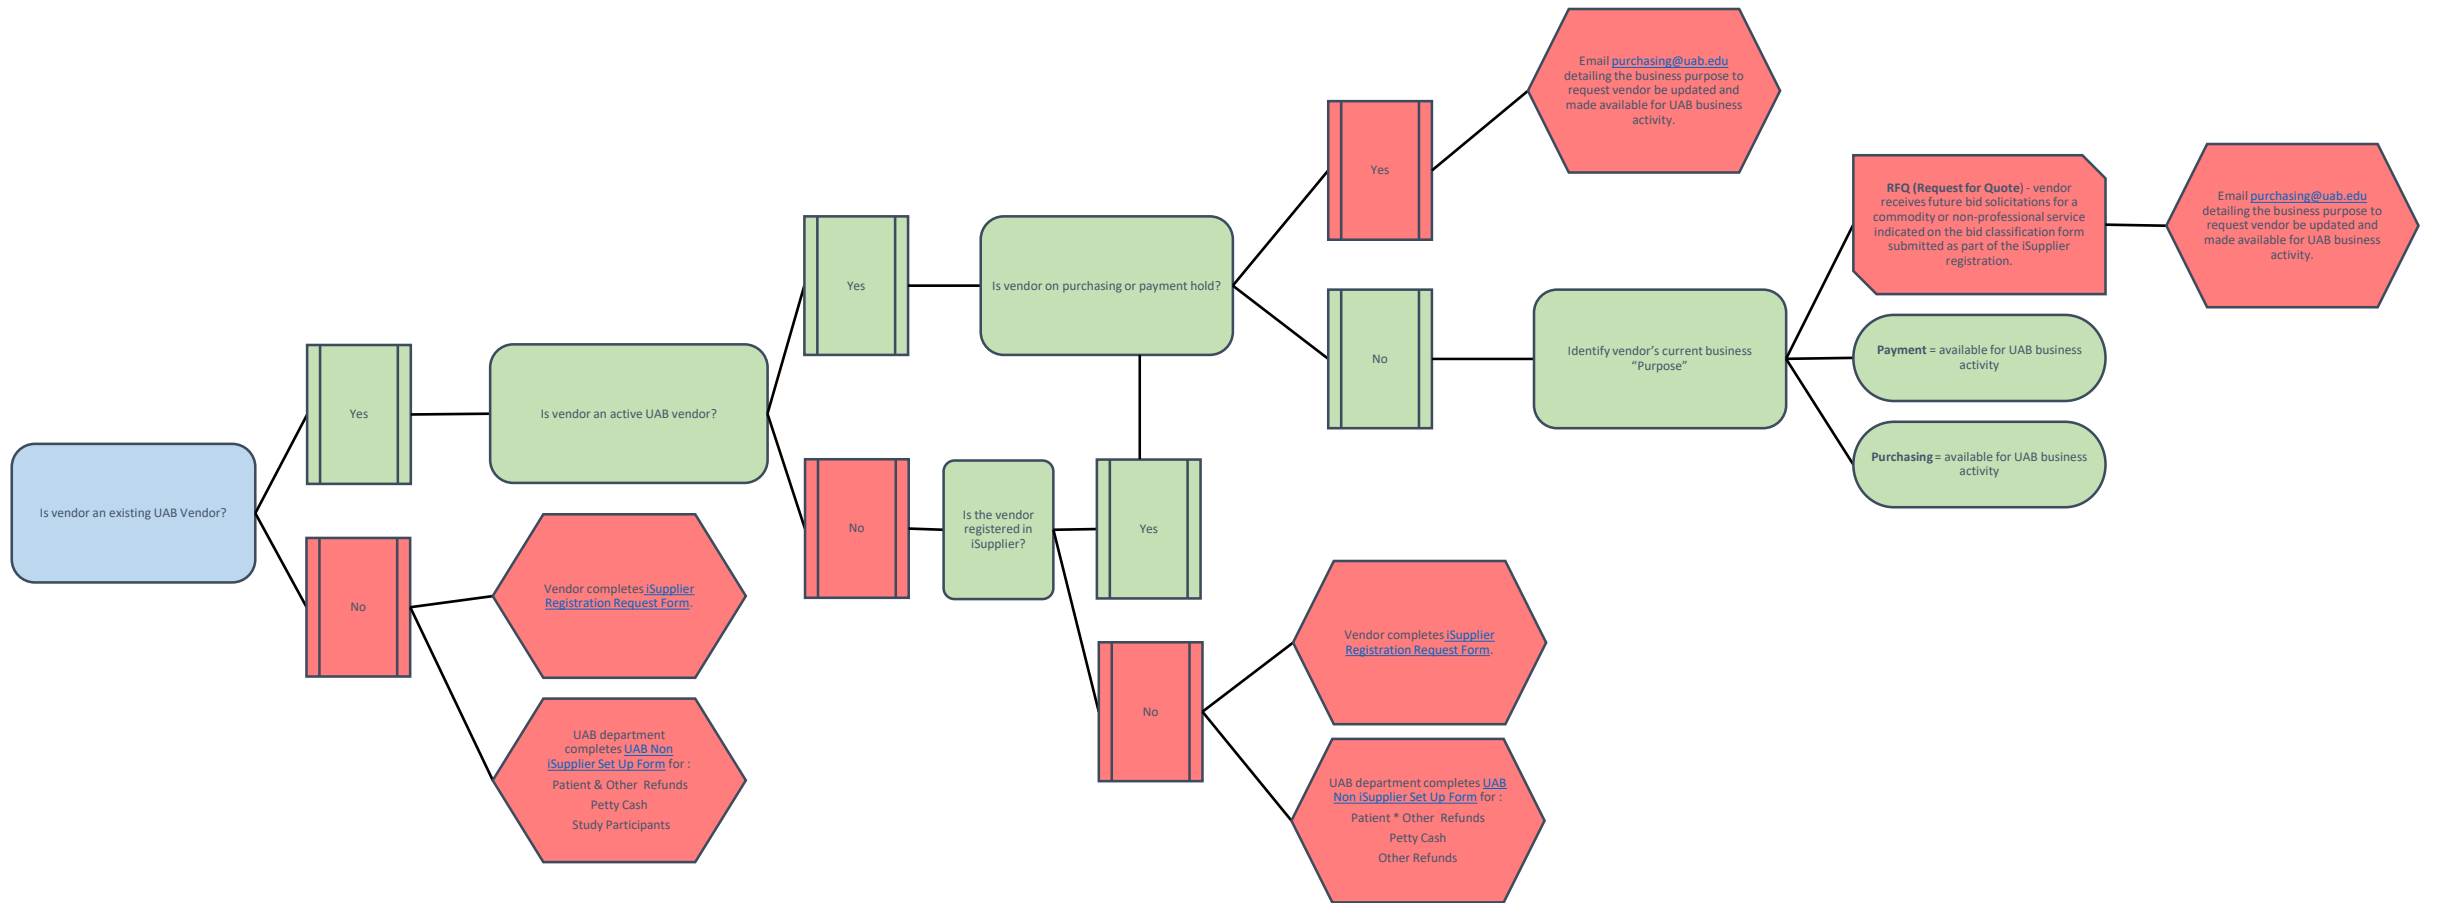 Is vendor an existing UAB Vendor?
Yes
No
Is vendor an active UAB vendor?
Vendor completes iSupplier
Registration Request Form.
UAB department
completes UAB Non
iSupplier Set Up Form for :
Patient & Other Refunds
Petty Cash
Study Participants
Yes
No
Is vendor on purchasing or payment hold?
Is the vendor
registered in
iSupplier?
Yes
No
Vendor completes iSupplier
Registration Request Form.
UAB department completes UAB
Non iSupplier Set Up Form for :
Patient * Other Refunds
Petty Cash
Other Refunds
Yes
No
Email purchasing@uab.edu
detailing the business purpose to
request vendor be updated and
made available for UAB business
activity.
Identify vendor's current business
“Purpose”
RFQ (Request for Quote) - vendor
receives future bid solicitations for a
commodity or non-professional service
indicated on the bid classification form
submitted as part of the iSupplier
registration.
Payment = available for UAB business
activity
Purchasing = available for UAB business
activity
Email purchasing@uab.edu
detailing the business purpose to
request vendor be updated and
made available for UAB business
activity.